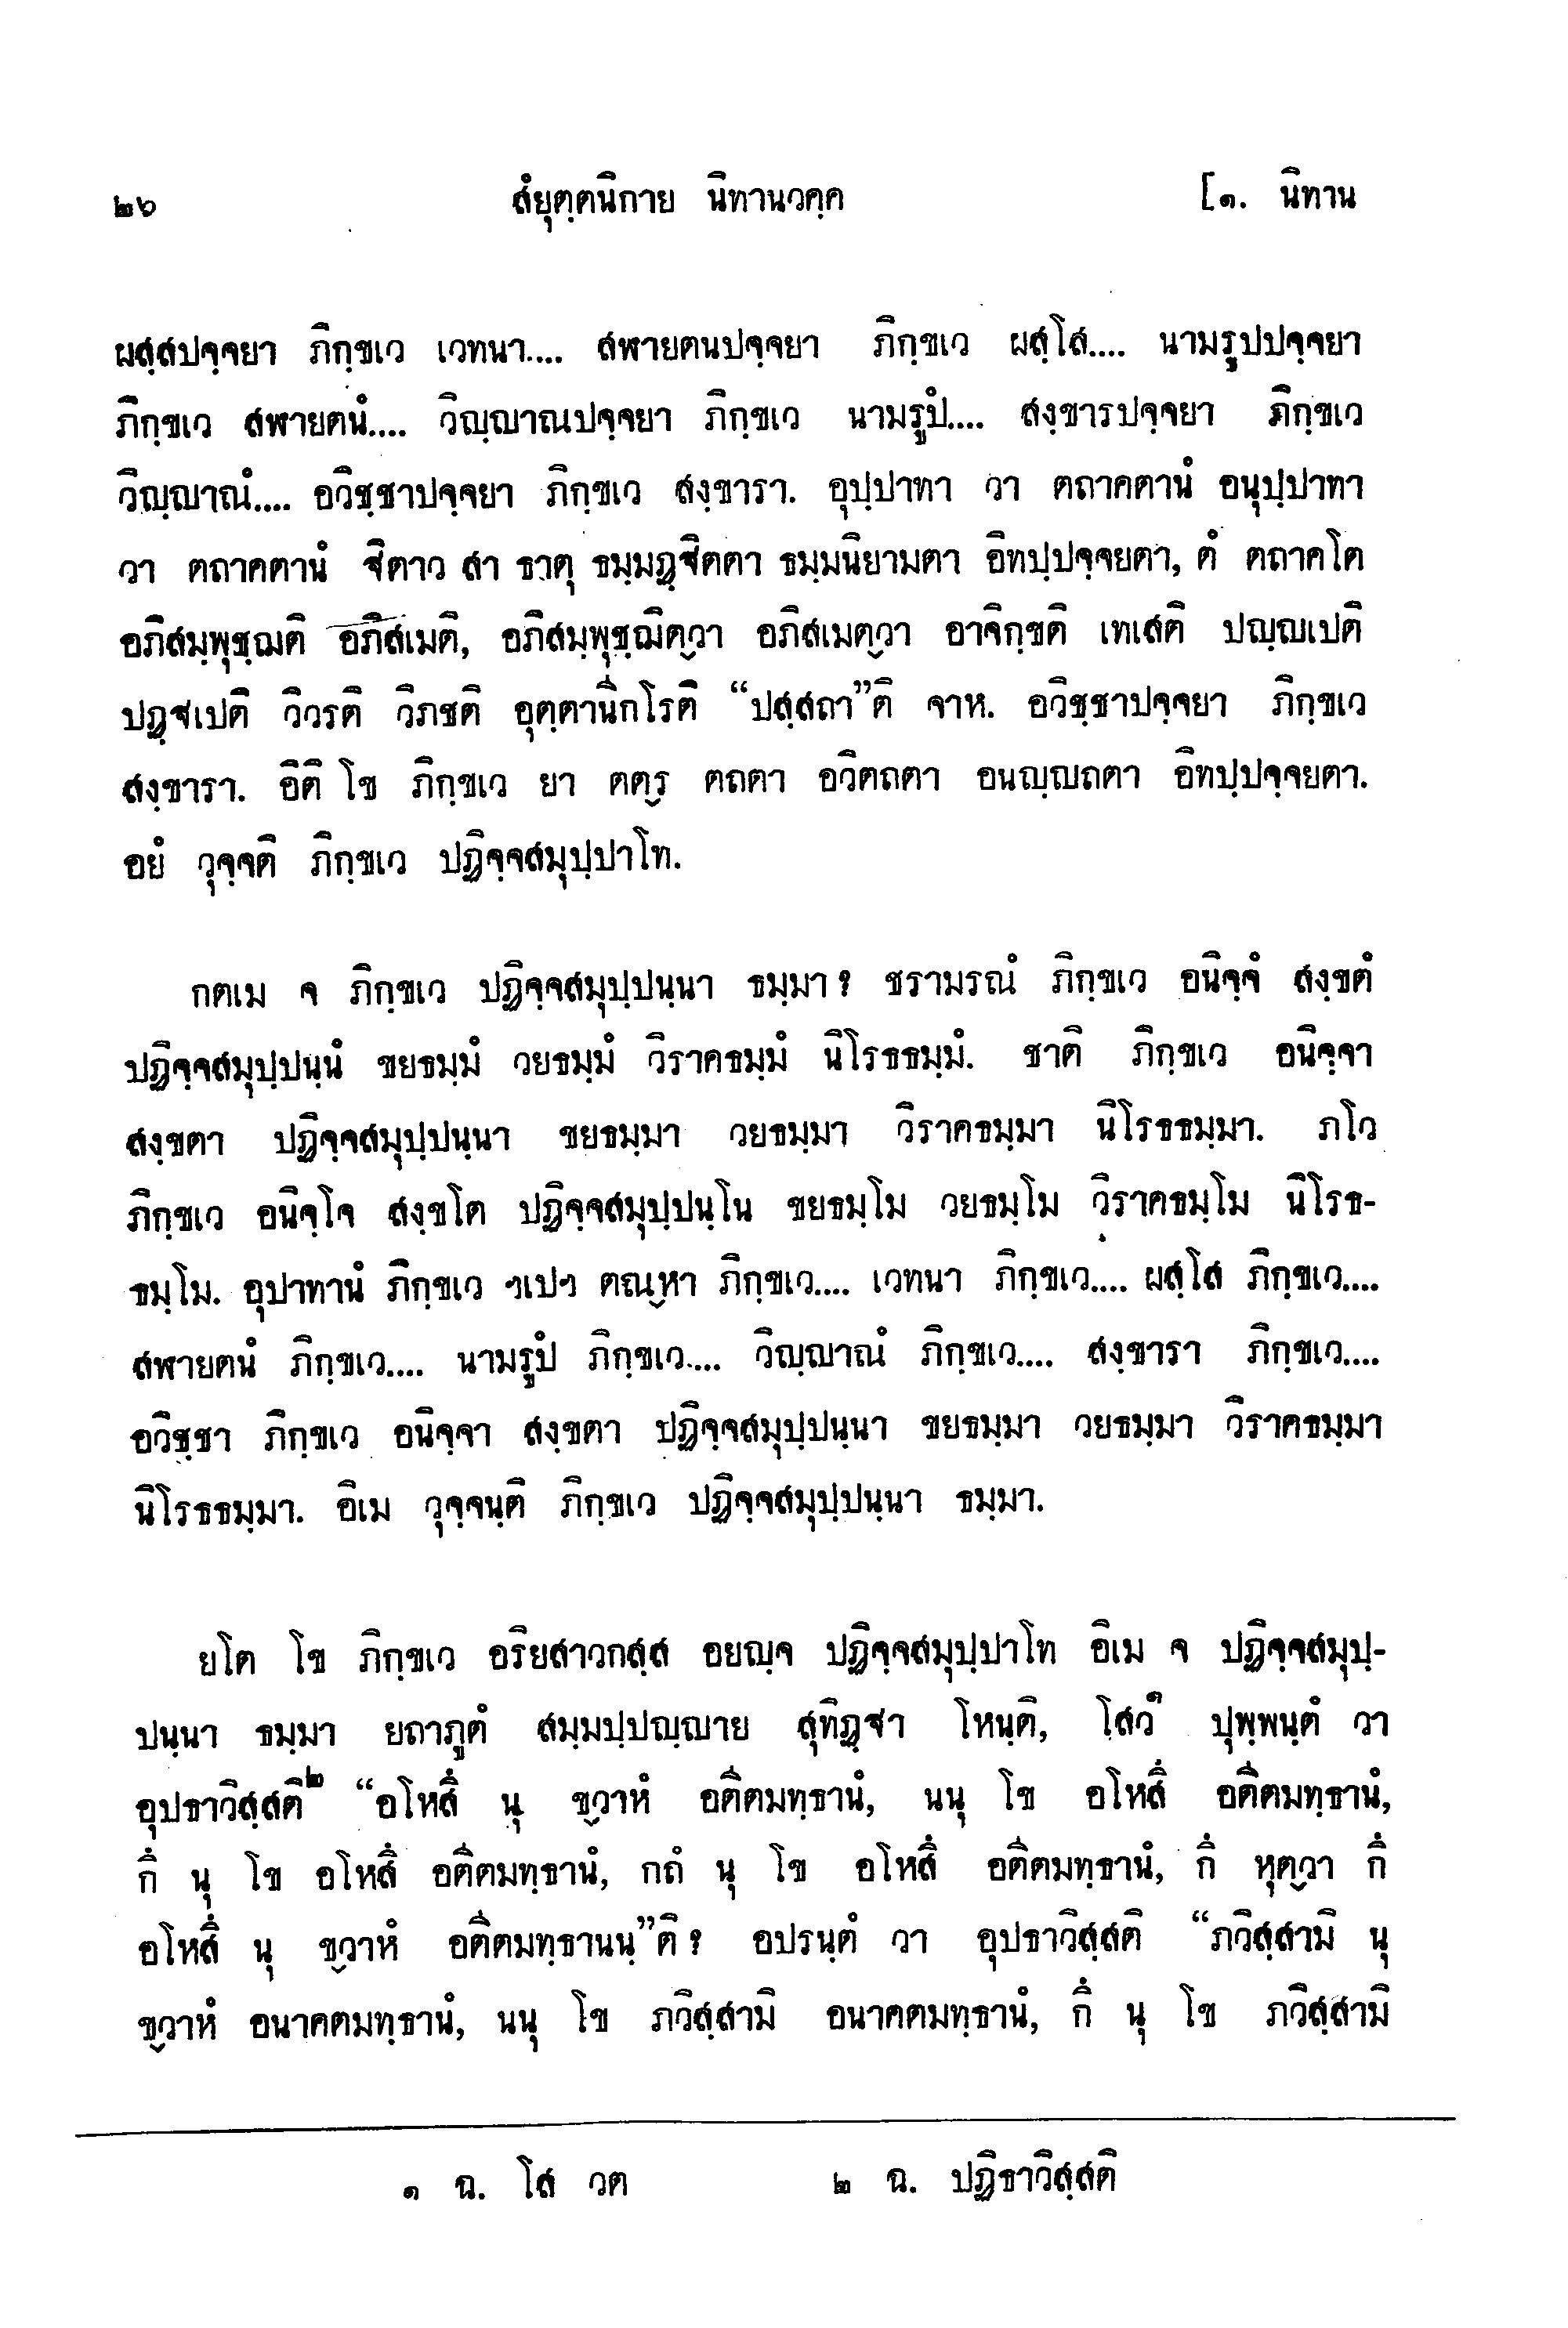 ๒๖ สํยุตฺตนิกาย นิทานวคฺค [๑. นิทาน
ผสฺสปจฺจยา ภิกฺขเว เวทนา.... สฬายตนปจฺจยา ภิกฺขเว ผสฺโส.... นามรูปปจฺจยา
ภิกฺขเว สฬายตนํ.... วิญฺญาณปจฺจยา ภิกฺขเว นามรูปํ.... สงฺขารปจฺจยา ภิกฺขเว
วิญฺญาณํ.... อวิชฺชาปจฺจยา ภิกฺขเว สงฺขารา. อุปฺปาทา วา ตถาคตานํ อนุปฺปาทา
วา ตถาคตานํ ฐิตาว สา ธาตุ ธมฺมฏฺฐิตตา ธมฺมนิยามตา อิทปฺปจฺจยตา, ตํ ตถาคโต
อภิสมฺพุชฺฌติ อภิสเมติ, อภิสมฺพุชฺฌิตฺวา อภิสเมตฺวา อาจิกฺขติ เทเสติ ปญฺญเปติ
ปฏฺฐเปติ วิวรติ วิภชติ อุตฺตานิกโรติ “ปสฺสถา”ติ จาห. อวิชฺชาปจฺจยา ภิกฺขเว
สงฺขารา. อิติ โข ภิกฺขเว ยา ตตฺร ตถตา อวิตถตา อนญฺญถตา อิทปฺปจฺจยตา.
อยํ วุจฺจติ ภิกฺขเว ปฏิจฺจสมุปฺปาโท.
กตเม จ ภิกฺขเว ปฏิจฺจสมุปฺปนฺนา ธมฺมา? ชรามรณํ ภิกฺขเว อนิจฺจํ สงฺขตํ
ปฏิจฺจสมุปฺปนฺนํ ขยธมฺมํ วยธมฺมํ วิราคธมฺมํ นิโรธธมฺมํ. ชาติ ภิกฺขเว อนิจฺจา
สงฺขตา ปฏิจฺจสมุปฺปนฺนา ขยธมฺมา วยธมฺมา วิราคธมฺมา นิโรธธมฺมา. ภโว
ภิกฺขเว อนิจฺโจ สงฺขโต ปฏิจฺจสมุปฺปนฺโน ขยธมฺโม วยธมฺโม วิราคธมฺโม นิโรธ-
ธมฺโม. อุปาทานํ ภิกฺขเว ฯเปฯ ตณฺหา ภิกฺขเว.... เวทนา ภิกฺขเว.... ผสฺโส ภิกฺขเว....
สฬายตนํ ภิกฺขเว.... นามรูปํ ภิกฺขเว.... วิญฺญาณํ ภิกฺขเว.... สงฺขารา ภิกฺขเว....
อวิชฺชา ภิกฺขเว อนิจฺจา สงฺขตา ปฏิจฺจสมุปฺปนฺนา ขยธมฺมา วยธมฺมา วิราคธมฺมา
นิโรธธมฺมา. อิเม วุจฺจนฺติ ภิกฺขเว ปฏิจฺจสมุปฺปนฺนา ธมฺมา.
ยโต โข ภิกฺขเว อริยสาวกสฺส อยญฺจ ปฏิจฺจสมุปฺปาโท อิเม จ ปฏิจฺจสมุปฺ-
ปนฺนา ธมฺมา ยถาภูตํ สมฺมปฺปญฺญาย สุทิฏฺฐา โหนฺติ, โสว๑ ปุพฺพนฺตํ วา
อุปธาวิสฺสติ๒ “อโหสึ นุ ขฺวาหํ อตีตมทฺธานํ, นนุ โข อโหสึ อตีตมทฺธานํ,
กึ นุ โข อโหสึ อตีตมทฺธานํ, กถํ นุ โข อโหสึ อตีตมทฺธานํ, กึ หุตฺวา กึ
อโหสึ นุ ขฺวาหํ อตีตมทฺธานนฺ”ติ? อปรนฺตํ วา อุปธาวิสฺสติ “ภวิสฺสามิ นุ
ขฺวาหํ อนาคตมทฺธานํ, นนุ โข ภวิสฺสามิ อนาคตมทฺธานํ, กึ นุ โข ภวิสฺสามิ
๑ ฉ. โส วต ๒ ฉ. ปฏิธาวิสฺสติ